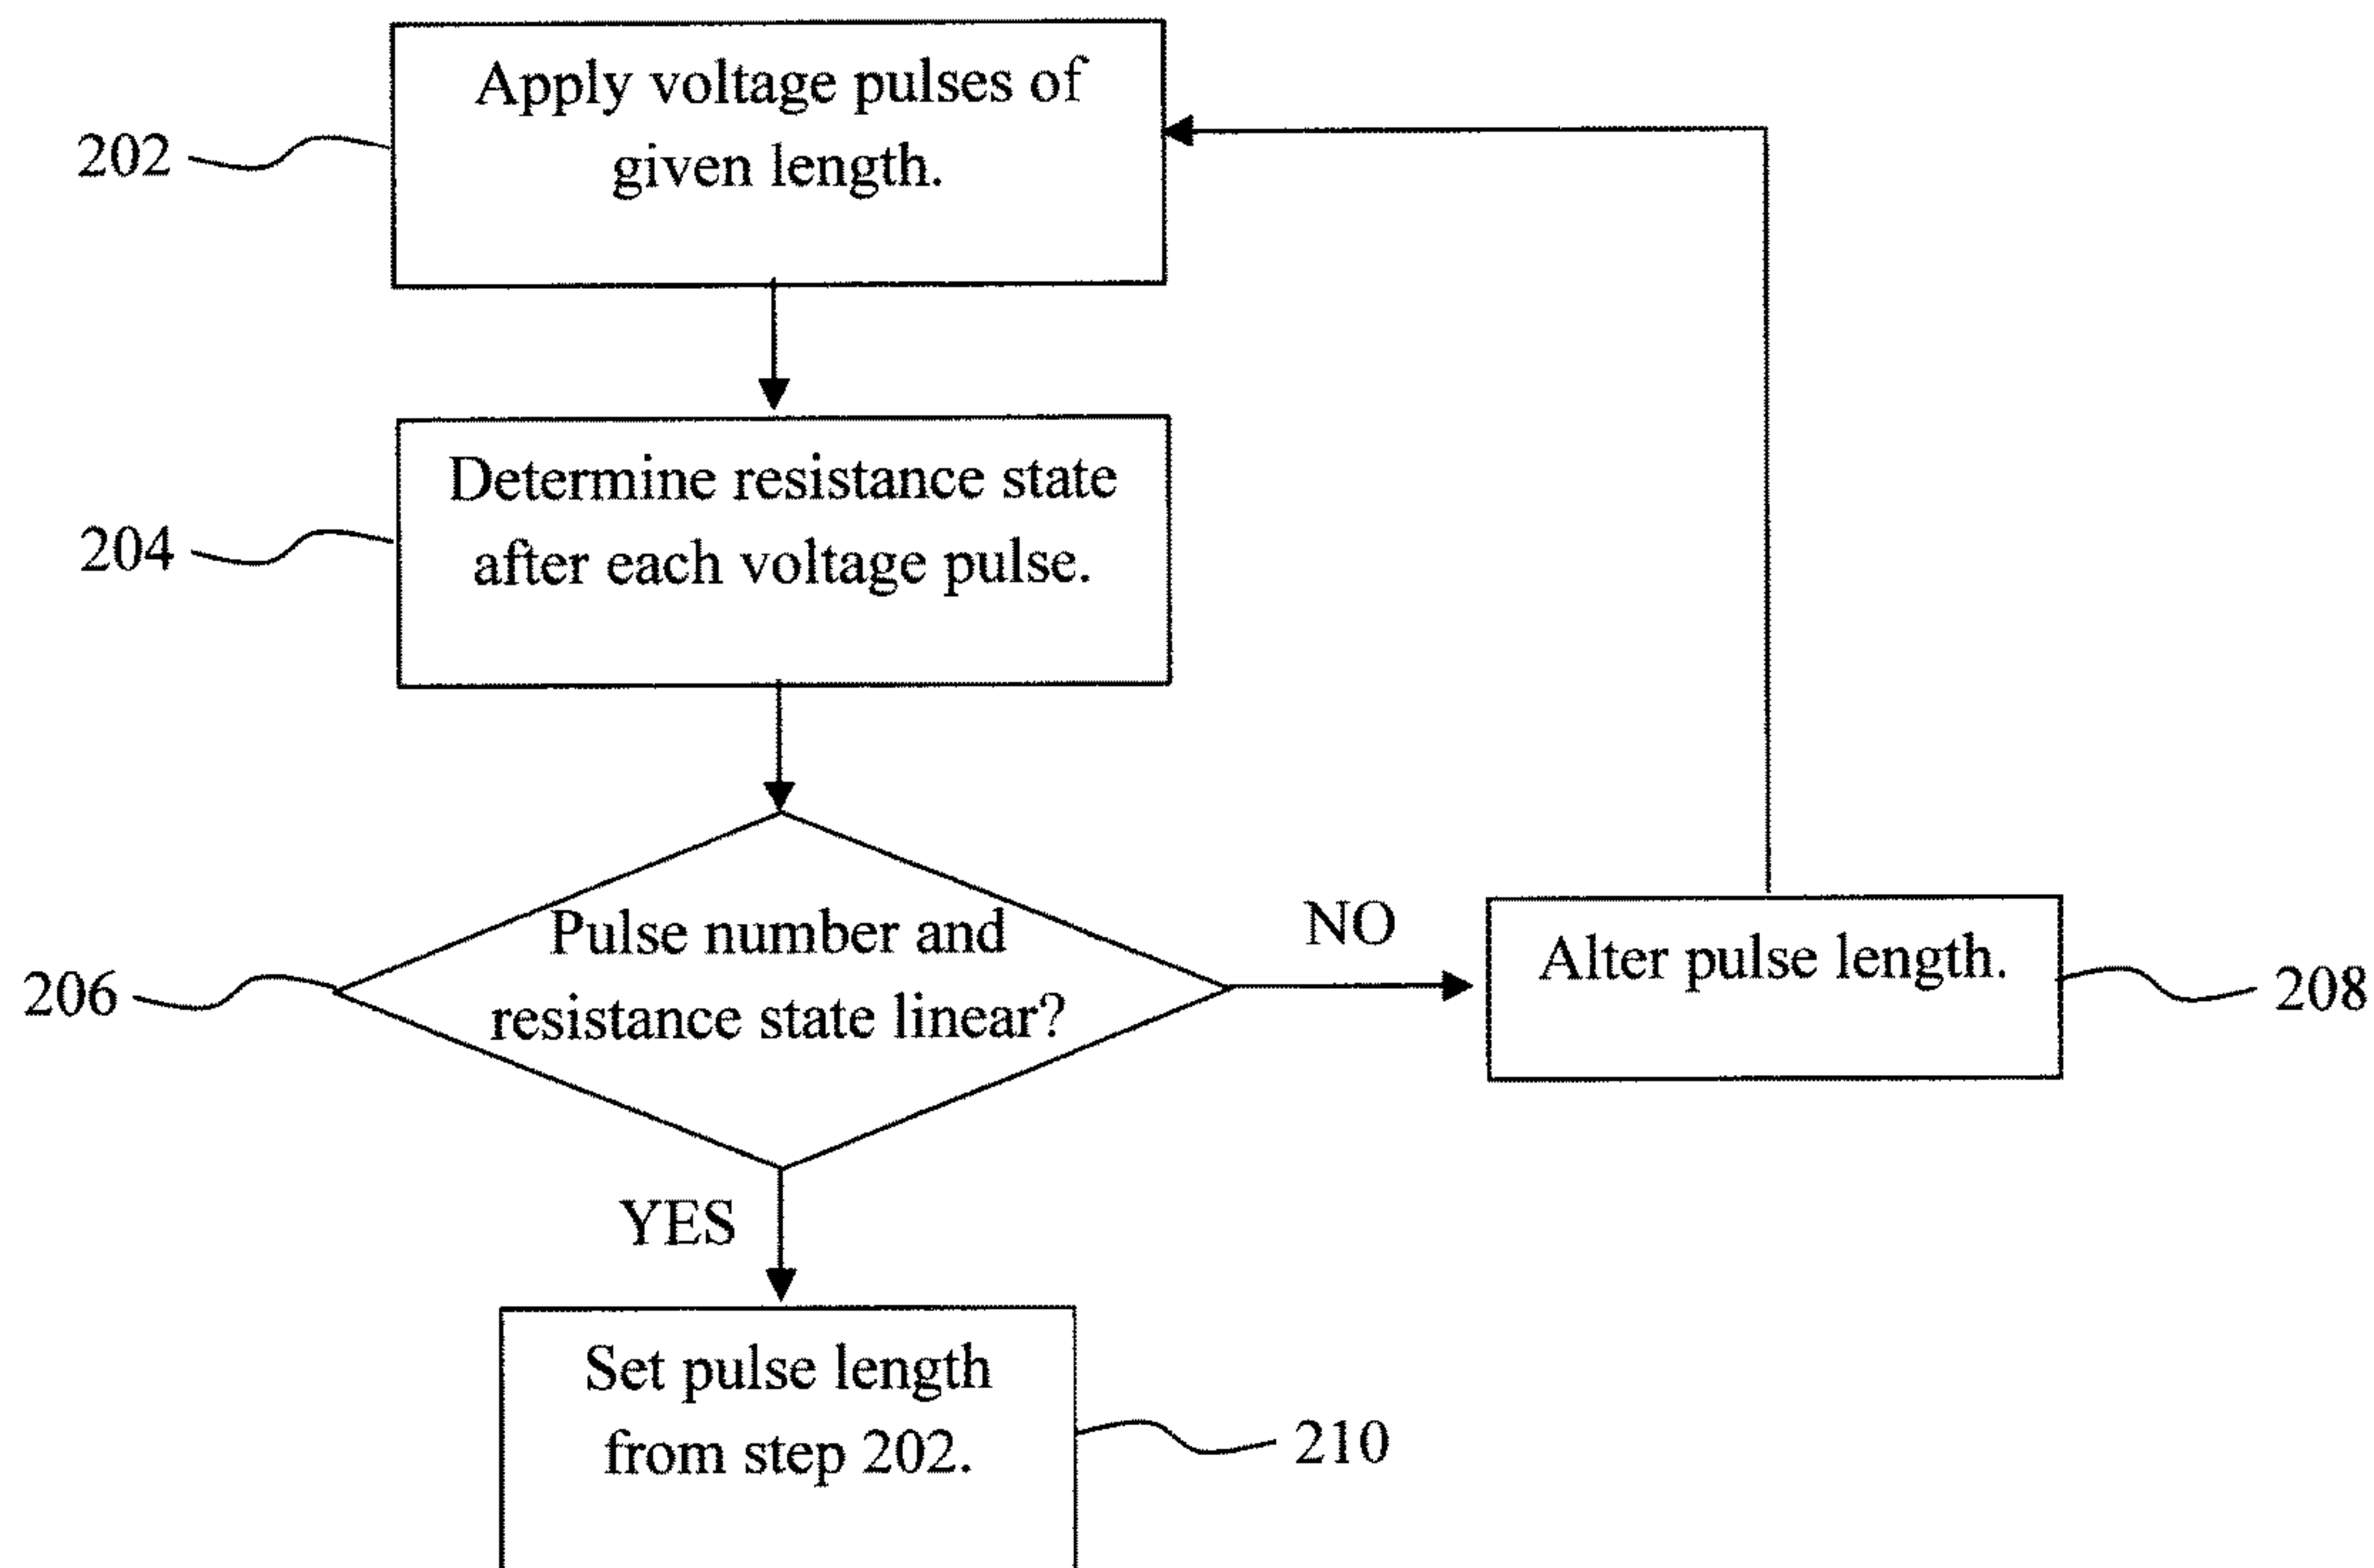 Apply voltage pulses of
given length.
202
Determine resistance state
after each voltage pulse.
204
Pulse number and
resistance state linear?
206
NO
Alter pulse length.
208
YES
Set pulse length
from step 202.
210